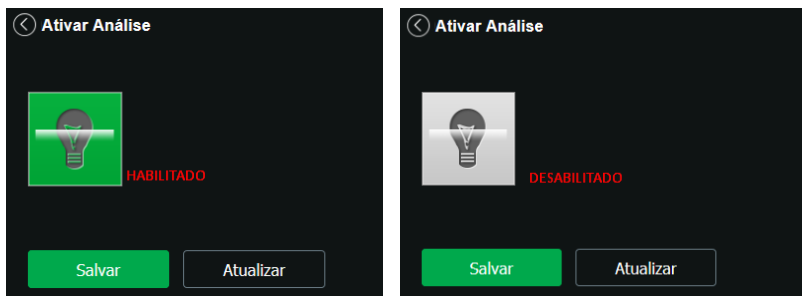 Ativar Análise
HABILITADO
Salvar
Atualizar
Ativar Análise
DESABILITADO
Salvar
Atualizar